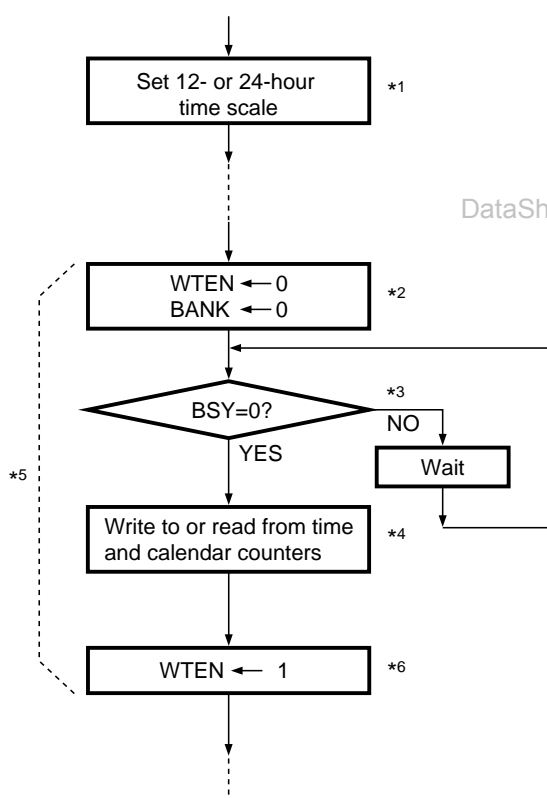 Set 12- or 24-hour
time scale
*1
DataSh
WTEN ← 0
BANK ← 0
*2
BSY=0?
*3
NO
YES
Wait
*5
Write to or read from time
and calendar counters
*4
WTEN ← 1
*6